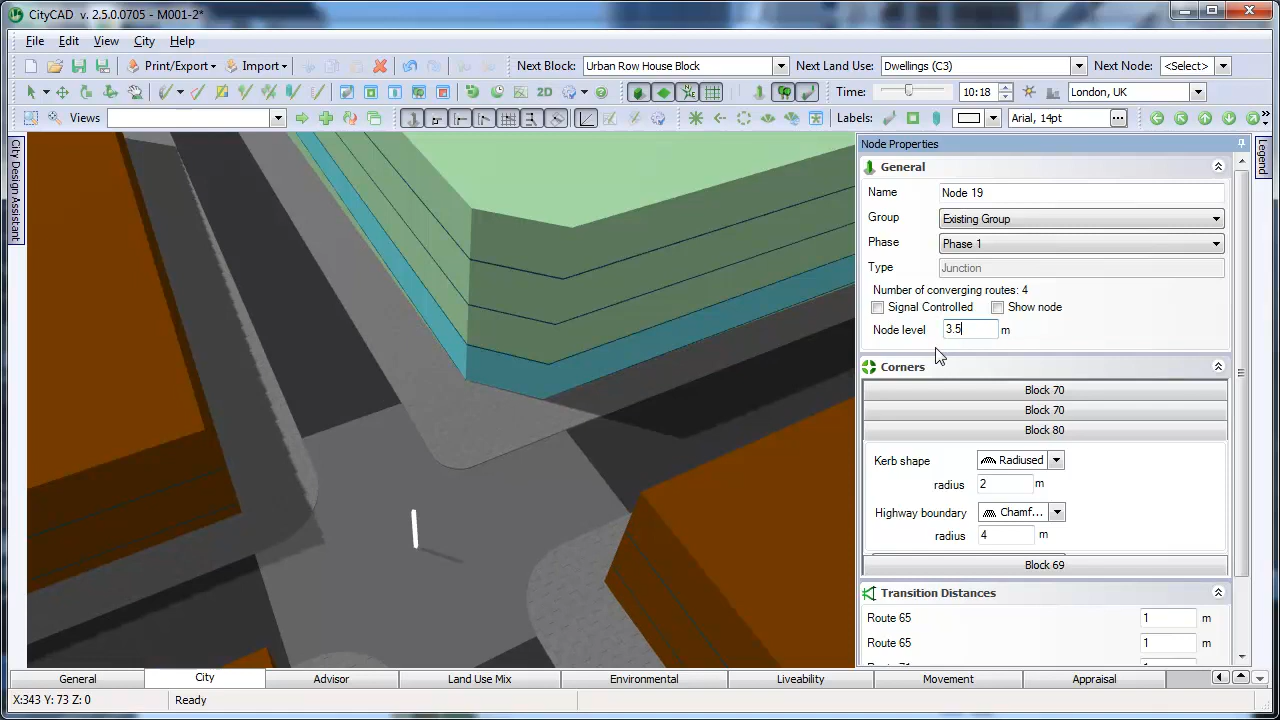 CityCAD v. 2.5.0.0705 - M001-2*
File Edit View City Help
Print/Export Import Next Block: Urban Row House Block Next Land Use: Dwellings (C3) Next Node: <Select>
2D Time: 10:18 London, UK
Views Labels: Arial, 14pt ...
City Design Assistant
Legend
Node Properties
General
Name Node 19
Group Existing Group
Phase Phase 1
Type Junction
Number of converging routes: 4
Signal Controlled Show node
Node level 3.5 m
Corners
Block 70
Block 70
Block 80
Kerb shape Radiused
radius 2 m
Highway boundary Chamf...
radius 4 m
Block 69
Transition Distances
Route 65 1 m
Route 65 1 m
General City Advisor Land Use Mix Environmental Liveability Movement Appraisal
X:343 Y: 73 Z:0 Ready